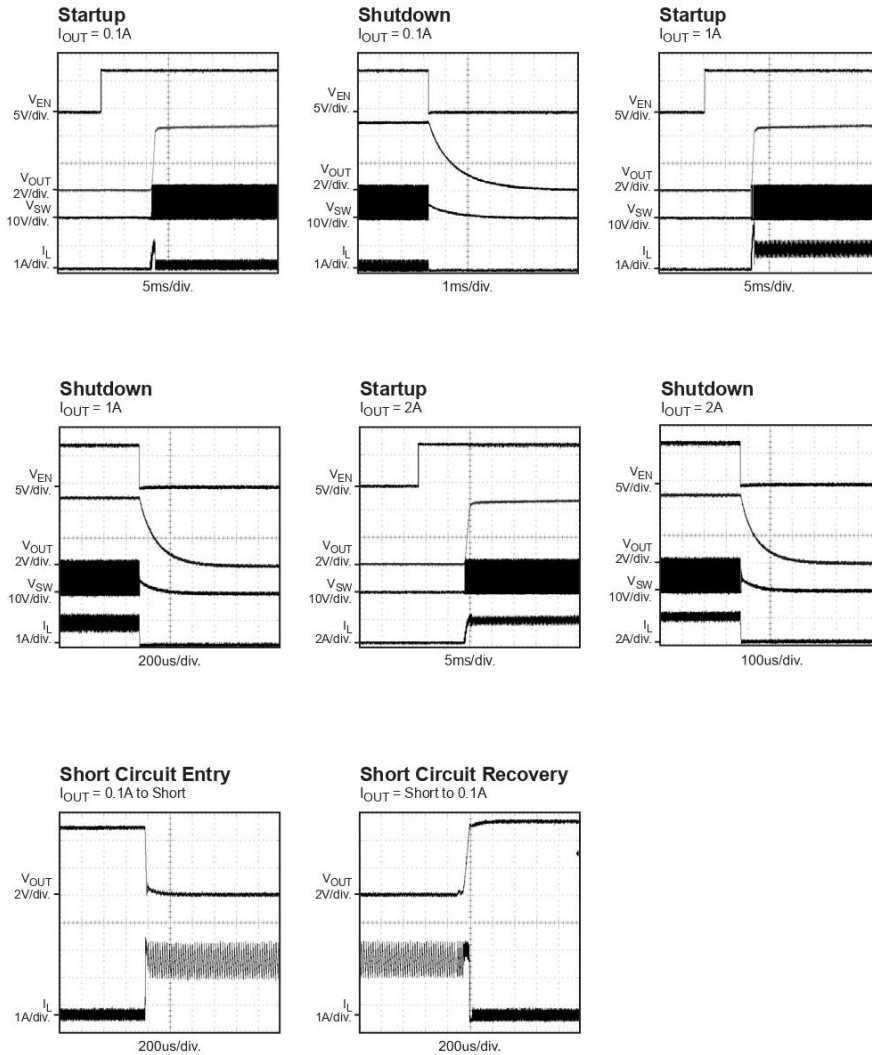 Startup
IOUT = 0.1A
VEN
5V/div.
VOUT
2V/div.
VSW
10V/div.
IL
1A/div.
5ms/div.
Shutdown
IOUT = 0.1A
VEN
5V/div.
VOUT
2V/div.
VSW
10V/div.
IL
1A/div.
1ms/div.
Startup
IOUT = 1A
VEN
5V/div.
VOUT
2V/div.
VSW
10V/div.
IL
1A/div.
5ms/div.
Shutdown
IOUT = 1A
VEN
5V/div.
VOUT
2V/div.
VSW
10V/div.
IL
1A/div.
200us/div.
Startup
IOUT = 2A
VEN
5V/div.
VOUT
2V/div.
VSW
10V/div.
IL
2A/div.
5ms/div.
Shutdown
IOUT = 2A
VEN
5V/div.
VOUT
2V/div.
VSW
10V/div.
IL
2A/div.
100us/div.
Short Circuit Entry
IOUT = 0.1A to Short
VOUT
2V/div.
IL
1A/div.
200us/div.
Short Circuit Recovery
IOUT = Short to 0.1A
VOUT
2V/div.
IL
1A/div.
200us/div.